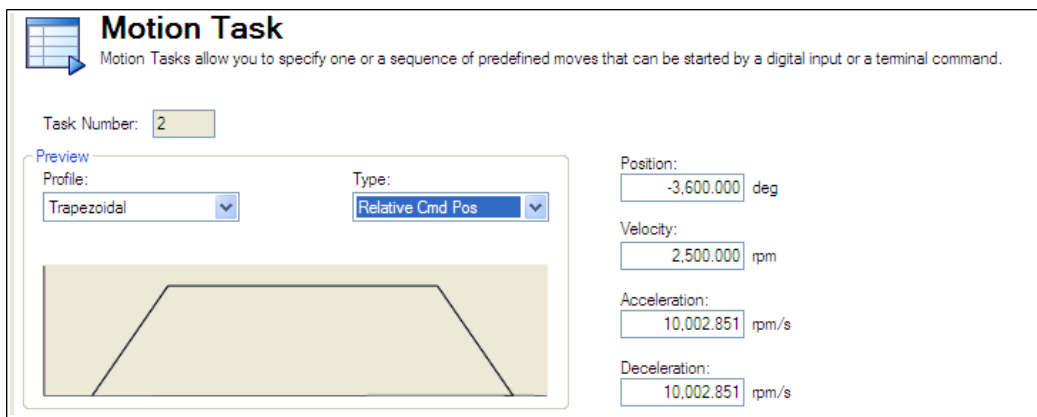 Motion Task
Motion Tasks allow you to specify one or a sequence of predefined moves that can be started by a digital input or a terminal command.
Task Number: 2
Preview
Profile:
Trapezoidal
Type:
Relative Cmd Pos
Position:
-3,600.000 deg
Velocity:
2,500.000 rpm
Acceleration:
10,002.851 rpm/s
Deceleration:
10,002.851 rpm/s